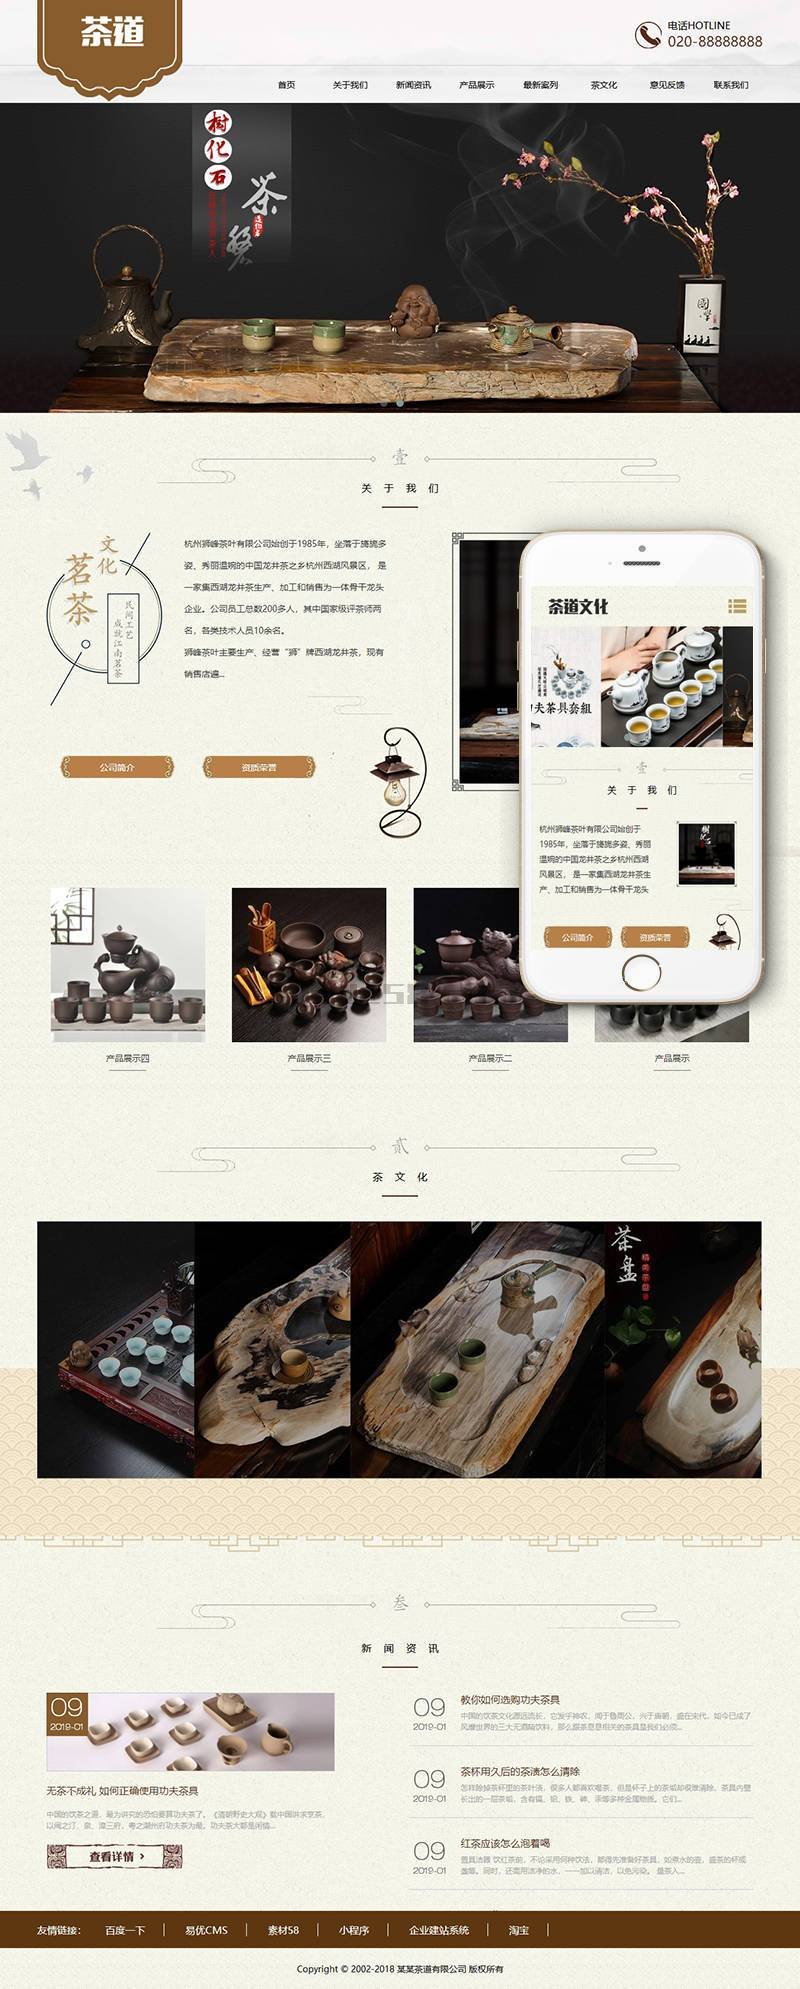 茶道
电话HOTLINE
020-88888888
首页 关于我们 新闻资讯 产品展示 最新案列 茶文化 意见反馈 联系我们
树化石
茶盤
国學
壹
关于我们
文化
茗茶
民间工艺
成就江南茗茶
杭州狮峰茶叶有限公司始创于1985年，坐落于旖旎多
姿、秀丽温婉的中国龙井茶之乡杭州西湖风景区， 是
一家集西湖龙井茶生产、加工和销售为一体骨干龙头
企业。公司员工总数200多人，其中国家级评茶师两
名，各类技术人员10余名。
狮峰茶叶主要生产、经营“狮”牌西湖龙井茶，现有
销售店遍...
公司简介
资质荣誉
茶道文化
功夫茶具套組
壹
关于我们
杭州狮峰茶叶有限公司始创于
1985年，坐落于旖旎多姿、秀丽
温婉的中国龙井茶之乡杭州西湖
风景区， 是一家集西湖龙井茶生
产、加工和销售为一体骨干龙头
树化石
公司简介
资质荣誉
产品展示四
产品展示三
产品展示二
产品展示
贰
茶文化
茶盘
叁
新闻资讯
09
2019-01
无茶不成礼 如何正确使用功夫茶具
中国的饮茶之道，最为讲究的恐怕要算功夫茶了。《清朝野史大观》载中国讲求烹茶，
以闽之汀、泉、漳三府，粤之潮州府功夫茶为最。功夫茶大都是闲情...
查看详情 >
09
2019-01
教你如何选购功夫茶具
中国的饮茶文化源远流长，它发乎神农，闻于鲁周公，兴于唐朝，盛在宋代，如今已成了
风靡世界的三大无酒精饮料，那么跟茶息息相关的茶具是我们必须...
09
2019-01
茶杯用久后的茶渍怎么清除
怎样除掉茶杯里的茶叶渍，很多人都喜欢喝茶，但是杯子上的茶垢却很难清除，茶具内壁
长出的一层茶垢，含有镉、铅、铁、砷、汞等多种金属物质。它们...
09
2019-01
红茶应该怎么泡着喝
置具洁器 饮红茶前，不论采用何种饮法，都得先准备好茶具，如煮水的壶，盛茶的杯或
盏等。同时，还需用洁净的水，一一加以清洁，以免污染。 量茶入...
友情链接： 百度一下 易优CMS 素材58 小程序 企业建站系统 淘宝
Copyright © 2002-2018 某某茶道有限公司 版权所有